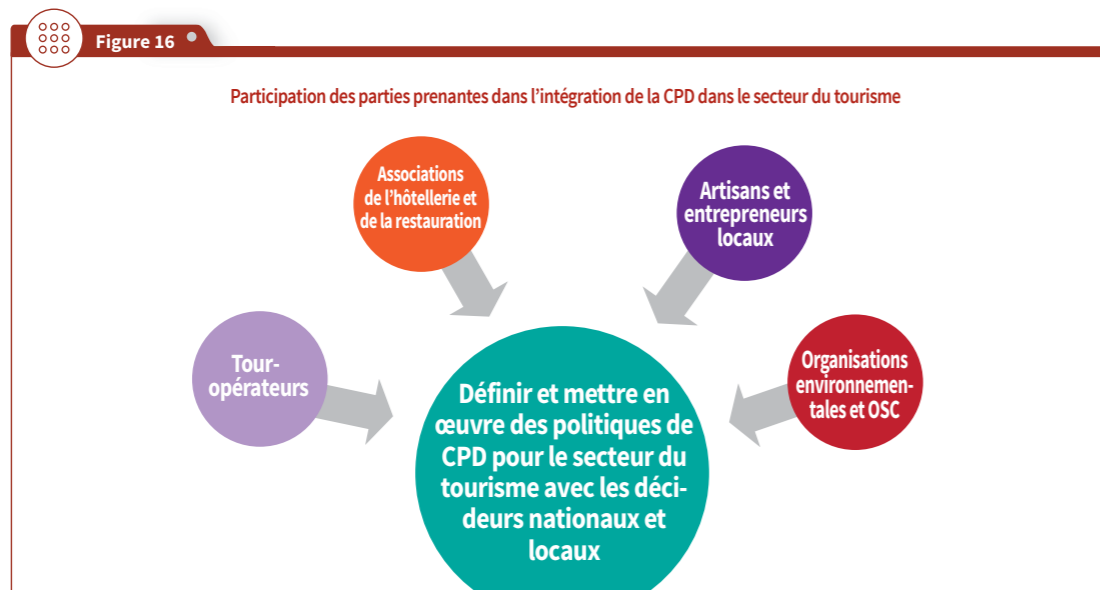 Figure 16
Participation des parties prenantes dans l'intégration de la CPD dans le secteur du tourisme
Associations
de l'hôtellerie et
de la restauration
Artisans et
entrepreneurs
locaux
Tour-
opérateurs
Organisations
environnemen-
tales et OSC
Définir et mettre en
œuvre des politiques de
CPD pour le secteur du
tourisme avec les déci-
deurs nationaux et
locaux